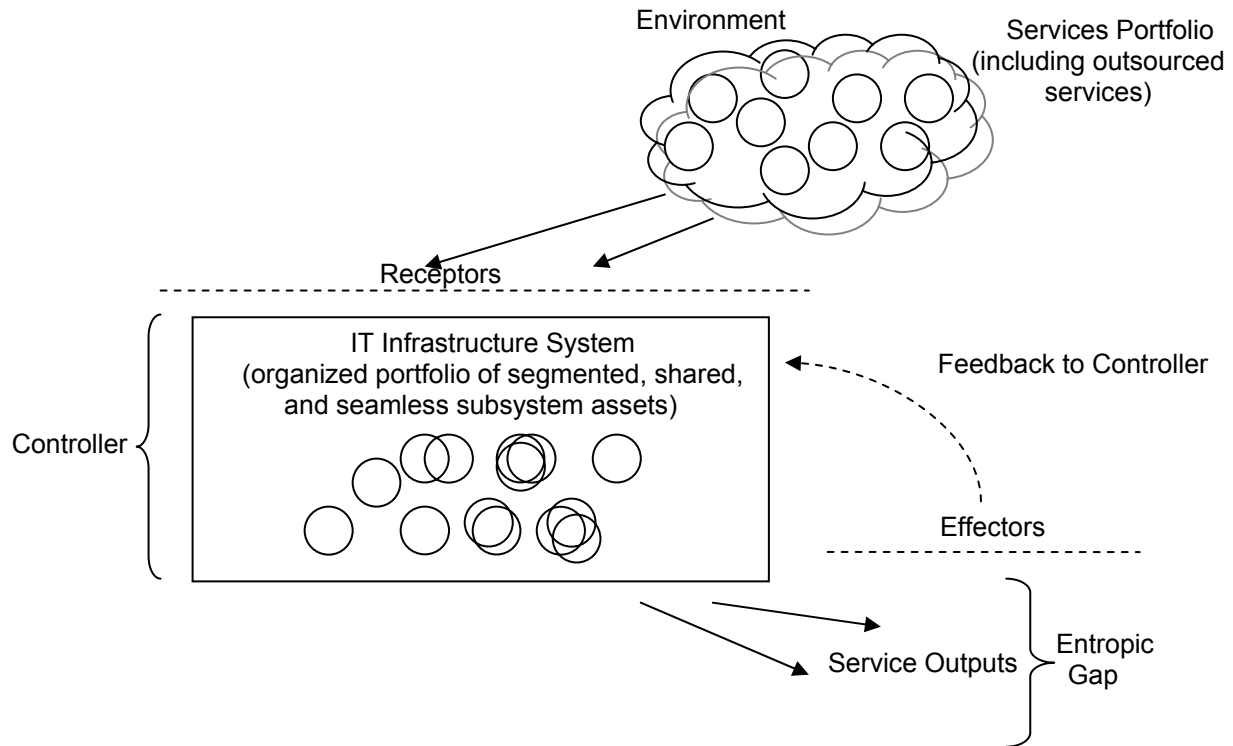 Environment
Services Portfolio
(including outsourced
services)
Receptors
IT Infrastructure System
(organized portfolio of segmented, shared,
and seamless subsystem assets)
Feedback to Controller
Controller
Effectors
Service Outputs
Entropic
Gap